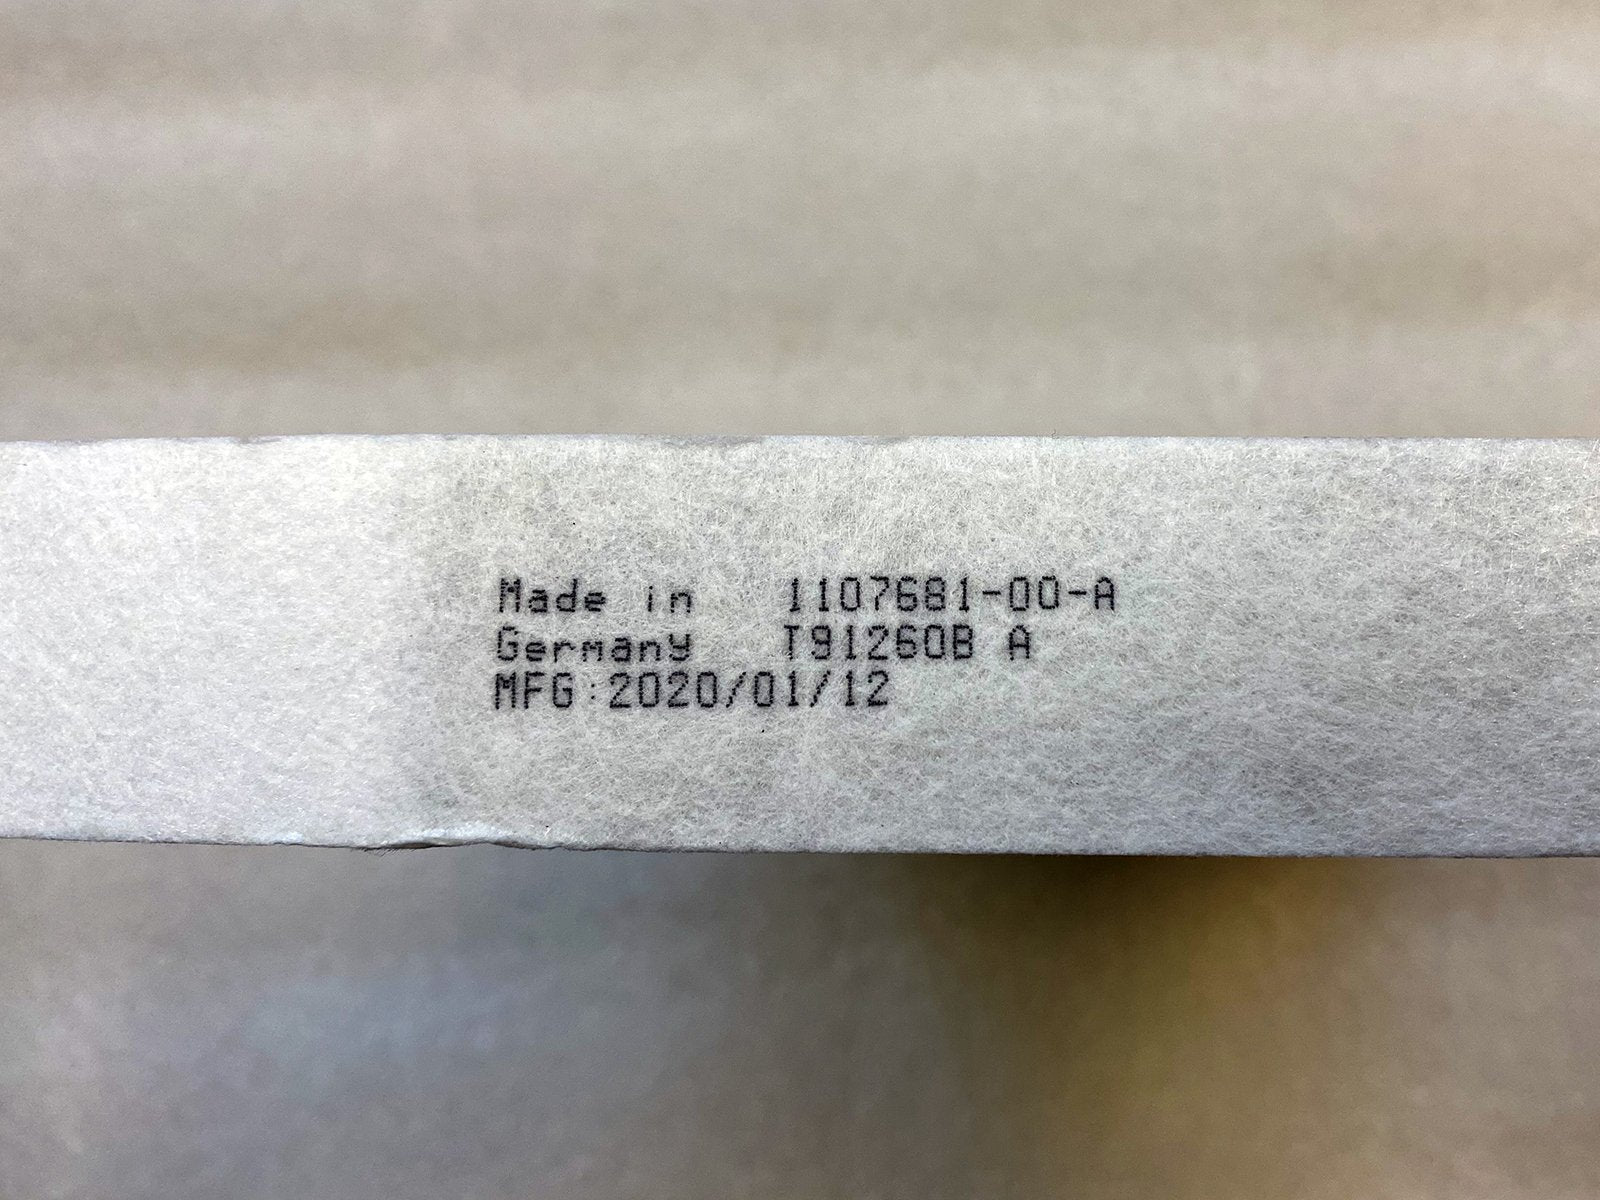 Made in 1107681-00-A
Germany T91260B A
MFG:2020/01/12